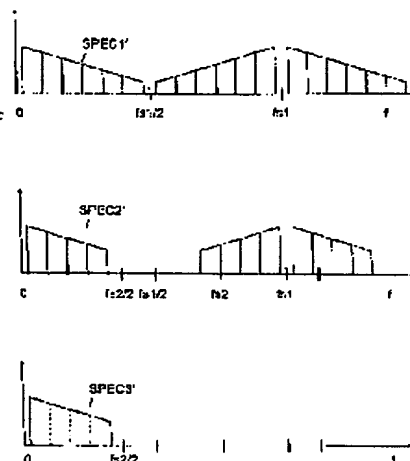 SPEC1'
0 fs1/2 fs1 f
SPEC2'
0 fs2/2 fs1/2 fs2 fs1 f
SPEC3'
0 fs2/2 f